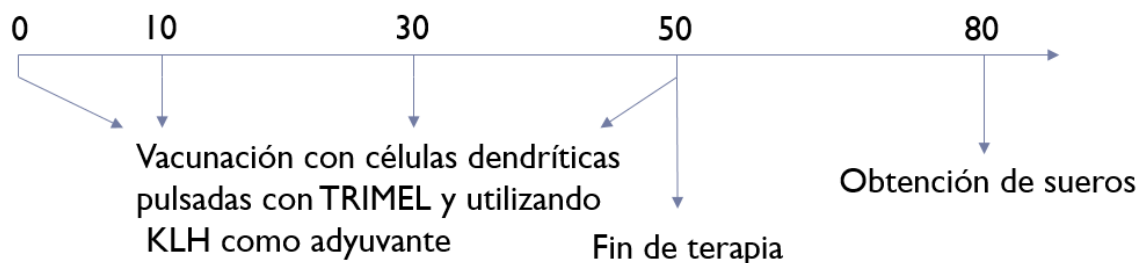 0 10 30 50 80
Vacunación con células dendríticas
pulsadas con TRIMEL y utilizando
KLH como adyuvante
Fin de terapia
Obtención de sueros